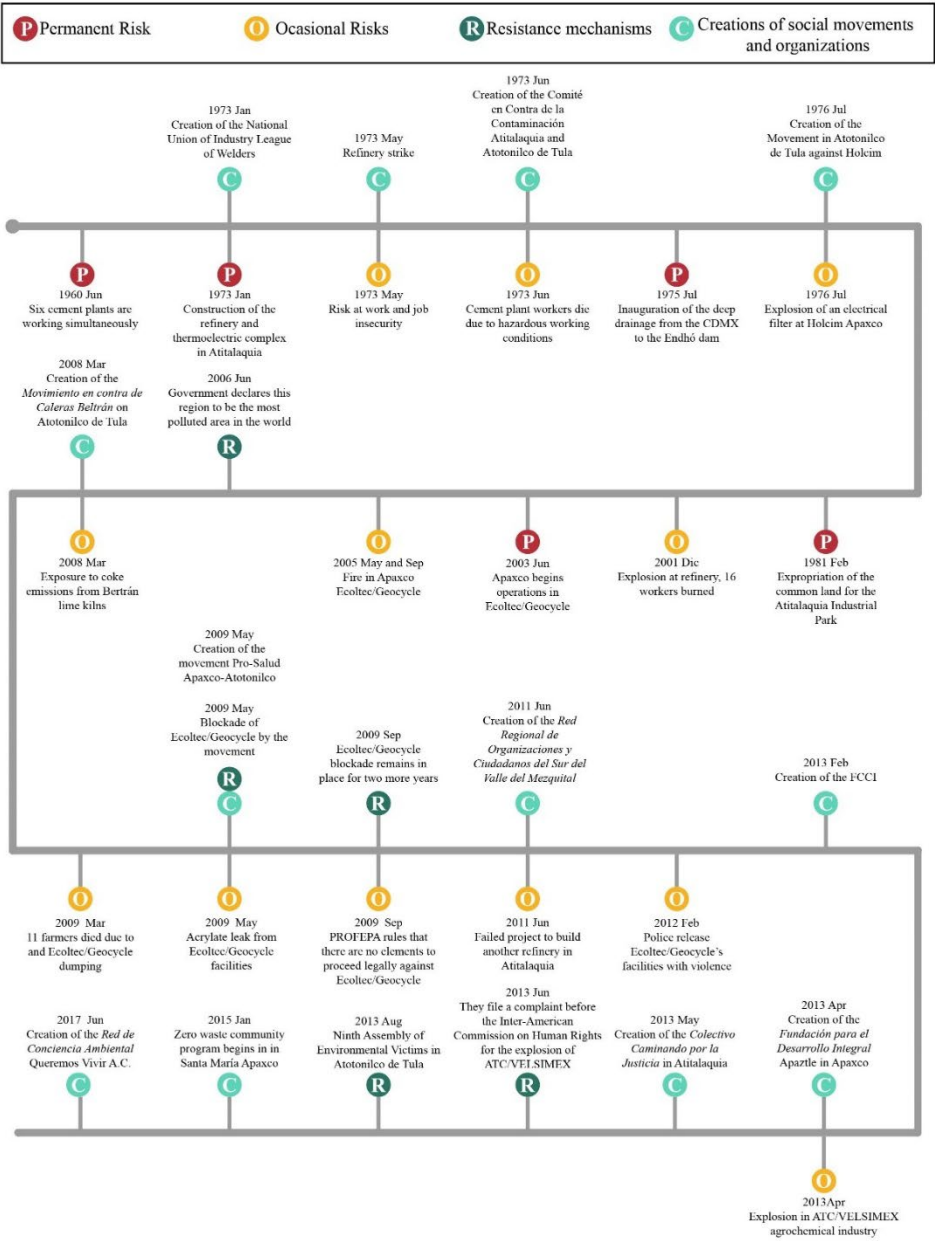 P Permanent Risk
O Ocasional Risks
R Resistance mechanisms
C Creations of social movements
and organizations
1973 Jan
Creation of the National
Union of Industry League
of Welders
C
1973 May
Refinery strike
C
1973 Jun
Creation of the Comité
en Contra de la
Contaminación
Atitalaquia and
Atotonilco de Tula
C
1976 Jul
Creation of the
Movement in Atotonilco
de Tula against Holcim
C
P
1960 Jun
Six cement plants are
working simultaneously
P
1973 Jan
Construction of the
refinery and
thermoelectric complex
in Atitalaquia
O
1973 May
Risk at work and job
insecurity
O
1973 Jun
Cement plant workers die
due to hazardous working
conditions
P
1975 Jul
Inauguration of the deep
drainage from the CDMX
to the Endhó dam
O
1976 Jul
Explosion of an electrical
filter at Holcim Apaxco
2008 Mar
Creation of the
Movimiento en contra de
Caleras Beltrán on
Atotonilco de Tula
C
2006 Jun
Government declares this
region to be the most
polluted area in the world
R
O
2008 Mar
Exposure to coke
emissions from Bertrán
lime kilns
O
2005 May and Sep
Fire in Apaxco
Ecoltec/Geocycle
P
2003 Jun
Apaxco begins
operations in
Ecoltec/Geocycle
O
2001 Dic
Explosion at refinery, 16
workers burned
P
1981 Feb
Expropriation of the
common land for the
Atitalaquia Industrial
Park
2009 May
Creation of the
movement Pro-Salud
Apaxco-Atotonilco
2009 May
Blockade of
Ecoltec/Geocycle by the
movement
R
C
2009 Sep
Ecoltec/Geocycle
blockade remains in
place for two more years
R
2011 Jun
Creation of the Red
Regional de
Organizaciones y
Ciudadanos del Sur del
Valle del Mezquital
C
2013 Feb
Creation of the FCCI
C
O
2009 Mar
11 farmers died due to
and Ecoltec/Geocycle
dumping
O
2009 May
Acrylate leak from
Ecoltec/Geocycle
facilities
O
2009 Sep
PROFEPA rules that
there are no clements to
proceed legally against
Ecoltec/Geocycle
O
2011 Jun
Failed project to build
another refinery in
Atitalaquia
O
2012 Feb
Police release
Ecoltec/Geocycle's
facilities with violence
2017 Jun
Creation of the Red de
Conciencia Ambiental
Queremos Vivir A.C.
C
2015 Jan
Zero waste community
program begins in in
Santa María Apaxco
C
2013 Aug
Ninth Assembly of
Environmental Victims in
Atotonilco de Tula
R
2013 Jun
They file a complaint before
the Inter-American
Commission on Human Rights
for the explosion of
ATC/VELSIMEX
R
2013 May
Creation of the Colectivo
Caminando por la
Justicia in Atitalaquia
C
2013 Apr
Creation of the
Fundación para el
Desarrollo Integral
Apaztle in Apaxco
C
O
2013Apr
Explosion in ATC/VELSIMEX
agrochemical industry